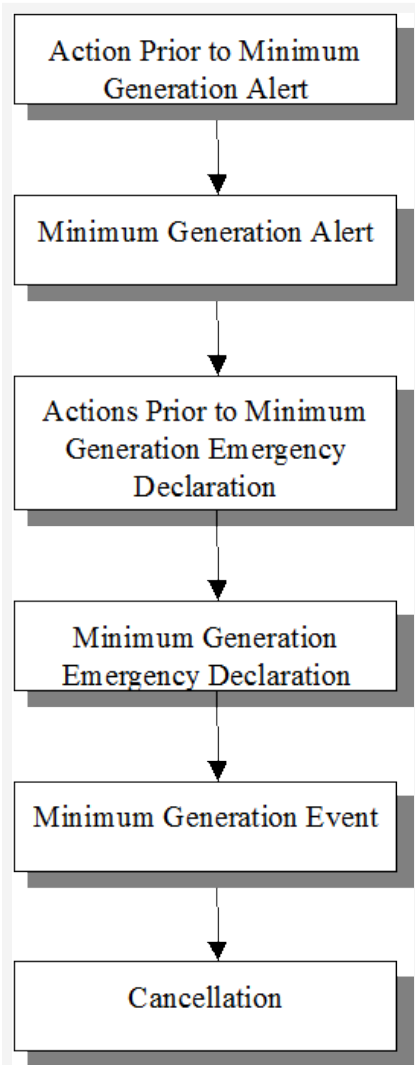 Action Prior to Minimum
Generation Alert
Minimum Generation Alert
Actions Prior to Minimum
Generation Emergency
Declaration
Minimum Generation
Emergency Declaration
Minimum Generation Event
Cancellation